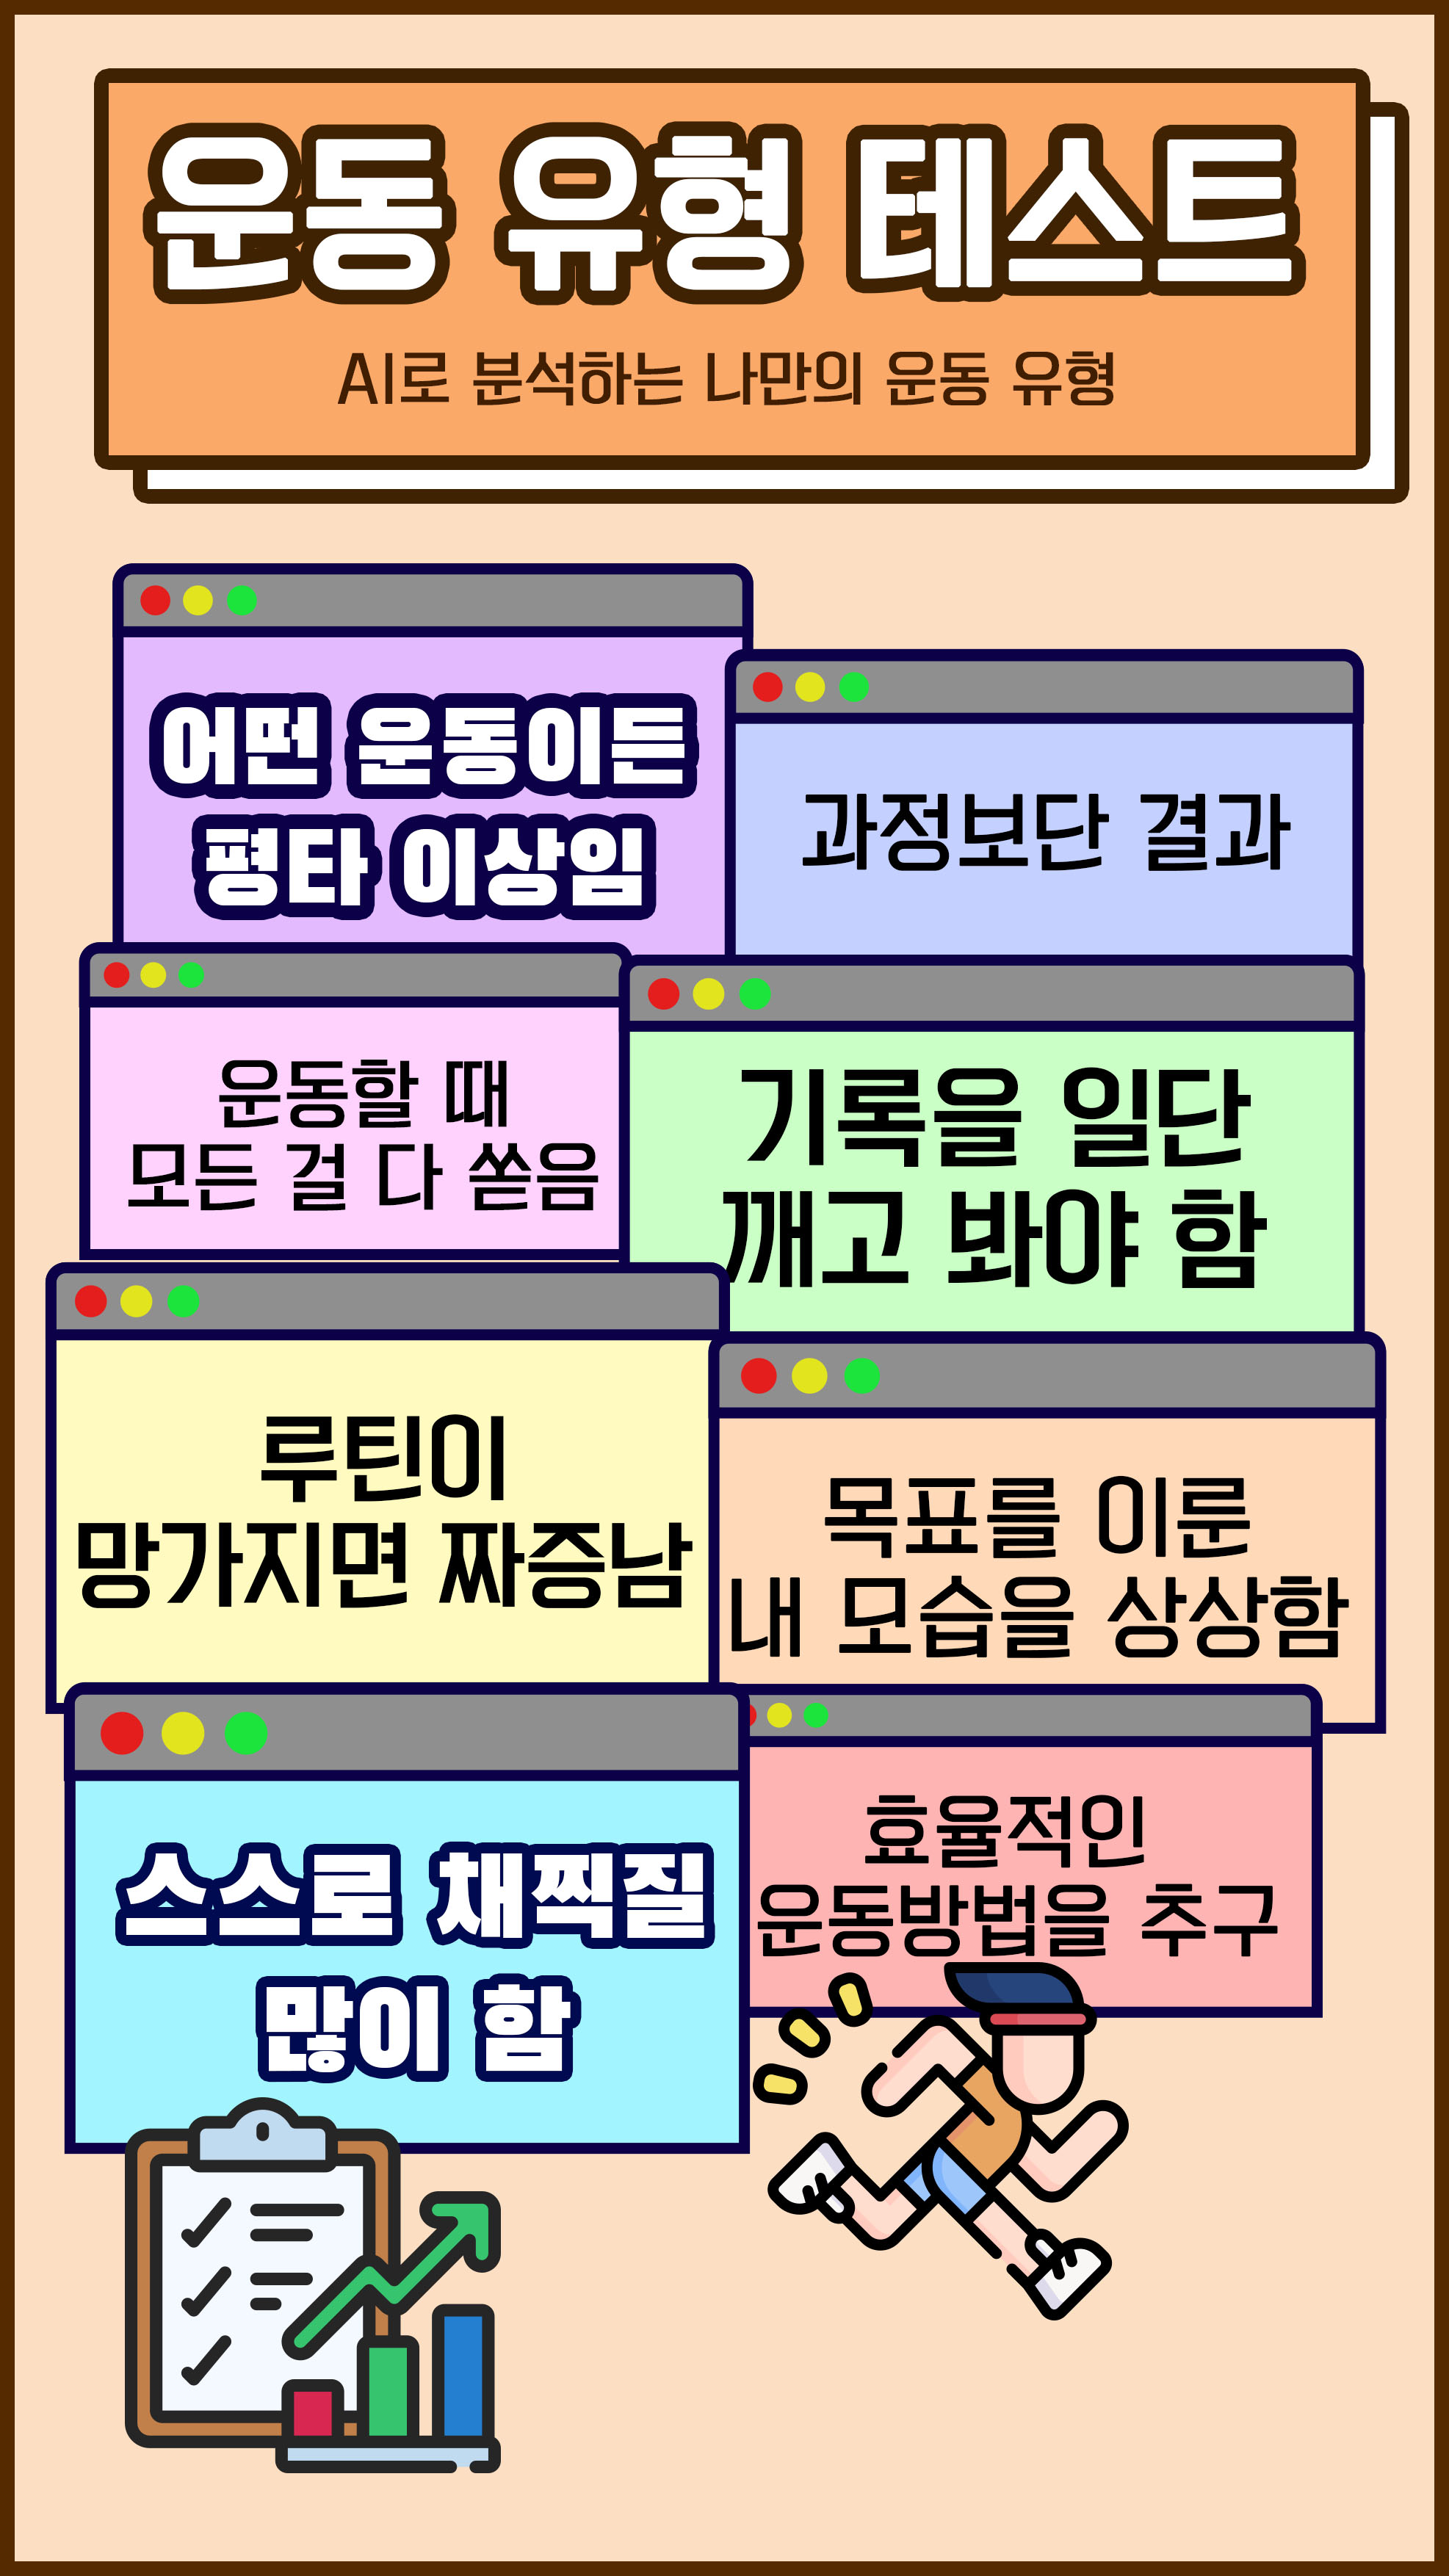 운동 유형 테스트
AI로 분석하는 나만의 운동 유형
어떤 운동이든
평타 이상임
과정보단 결과
운동할 때
모든 걸 다 쏟음
기록을 일단
깨고 봐야 함
루틴이
망가지면 짜증남
목표를 이룬
내 모습을 상상함
스스로 채찍질
많이 함
효율적인
운동방법을 추구